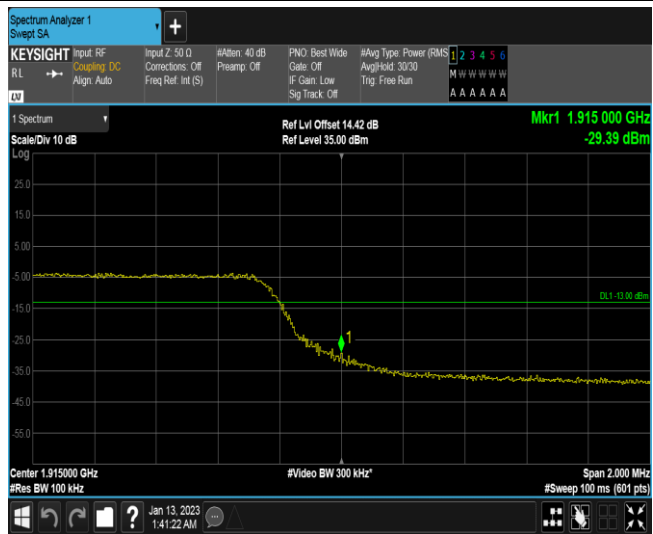 Spectrum Analyzer 1
Swept SA
+
KEYSIGHT Input: RF Input Z: 50 Ω #Atten: 40 dB PNO: Best Wide #Avg Type: Power (RMS 1 2 3 4 5 6
RL Coupling: DC Corrections: Off Preamp: Off Gate: Off Avg|Hold: 30/30 M W W W W W
Align: Auto Freq Ref: Int (S) IF Gain: Low Trig: Free Run
Sig Track: Off A A A A A A
LXI
1 Spectrum Ref Lvl Offset 14.42 dB Mkr1 1.915 000 GHz
Scale/Div 10 dB Ref Level 35.00 dBm -29.39 dBm
Log
25.0
15.0
5.00
-5.00
DL1 -13.00 dBm
-15.0
-25.0
1
-35.0
-45.0
-55.0
Center 1.915000 GHz #Video BW 300 kHz* Span 2.000 MHz
#Res BW 100 kHz #Sweep 100 ms (601 pts)
? Jan 13, 2023
1:41:22 AM